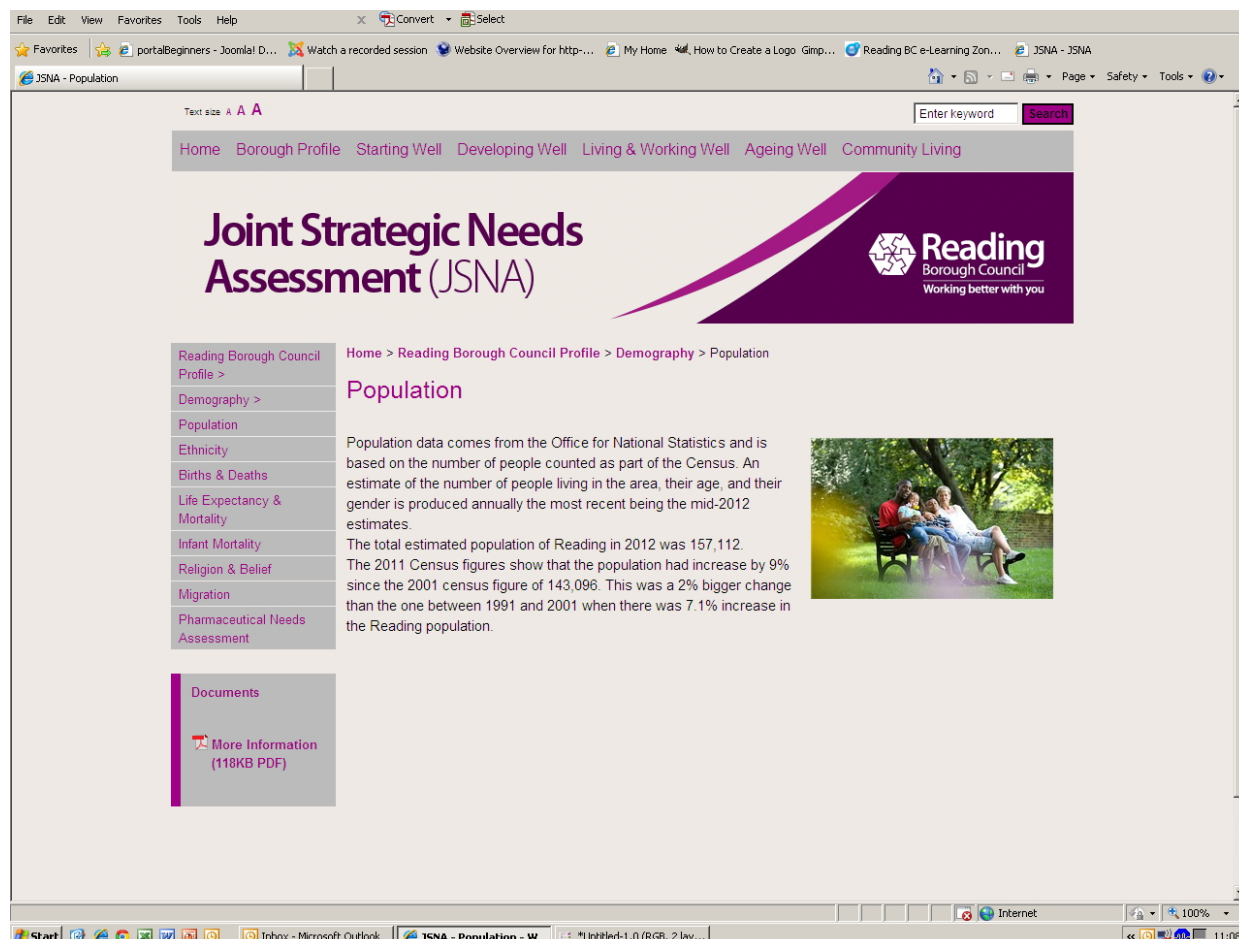 File Edit View Favorites Tools Help x Convert Select
Favorites portalBeginners - Joomla! D... Watch a recorded session Website Overview for http-... My Home How to Create a Logo Gimp... Reading BC e-Learning Zon... JSNA - JSNA
JSNA - Population Page Safety Tools
Text size A A A Enter keyword Search
Home Borough Profile Starting Well Developing Well Living & Working Well Ageing Well Community Living
Joint Strategic Needs
Assessment (JSNA)
Reading
Borough Council
Working better with you
Reading Borough Council
Profile >
Demography >
Population
Ethnicity
Births & Deaths
Life Expectancy &
Mortality
Infant Mortality
Religion & Belief
Migration
Pharmaceutical Needs
Assessment
Documents
More Information
(118KB PDF)
Home > Reading Borough Council Profile > Demography > Population
Population
Population data comes from the Office for National Statistics and is
based on the number of people counted as part of the Census. An
estimate of the number of people living in the area, their age, and their
gender is produced annually the most recent being the mid-2012
estimates.
The total estimated population of Reading in 2012 was 157,112.
The 2011 Census figures show that the population had increase by 9%
since the 2001 census figure of 143,096. This was a 2% bigger change
than the one between 1991 and 2001 when there was 7.1% increase in
the Reading population.
Internet 100%
Start Inbox - Microsoft Outlook JSNA - Population - W... *Untitled-1.0 (RGB, 2 lay... 11:08